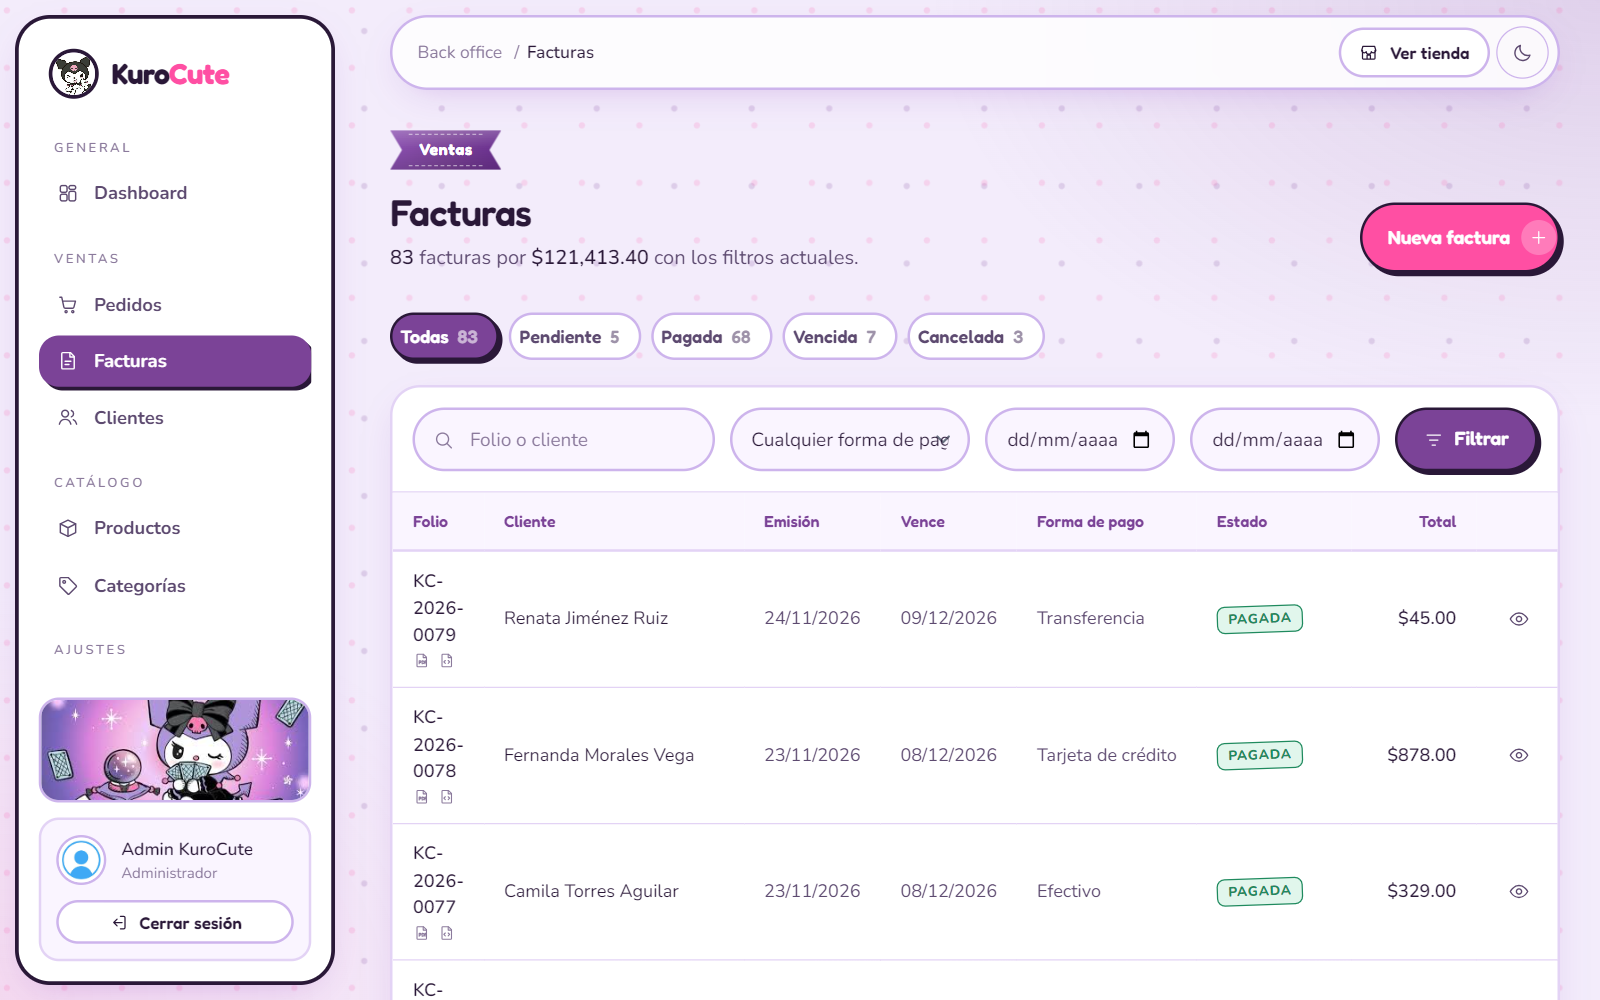 KuroCute
GENERAL
Dashboard
VENTAS
Pedidos
Facturas
Clientes
CATÁLOGO
Productos
Categorías
AJUSTES
Admin KuroCute
Administrador
Cerrar sesión
Back office / Facturas
Ver tienda
Ventas
Facturas
83 facturas por $121,413.40 con los filtros actuales.
Nueva factura
Todas 83
Pendiente 5
Pagada 68
Vencida 7
Cancelada 3
Folio o cliente
Cualquier forma de pag
dd/mm/aaaa
dd/mm/aaaa
Filtrar
Folio Cliente Emisión Vence Forma de pago Estado Total
KC-
2026-
0079
Renata Jiménez Ruiz 24/11/2026 09/12/2026 Transferencia PAGADA $45.00
KC-
2026-
0078
Fernanda Morales Vega 23/11/2026 08/12/2026 Tarjeta de crédito PAGADA $878.00
KC-
2026-
0077
Camila Torres Aguilar 23/11/2026 08/12/2026 Efectivo PAGADA $329.00
KC-